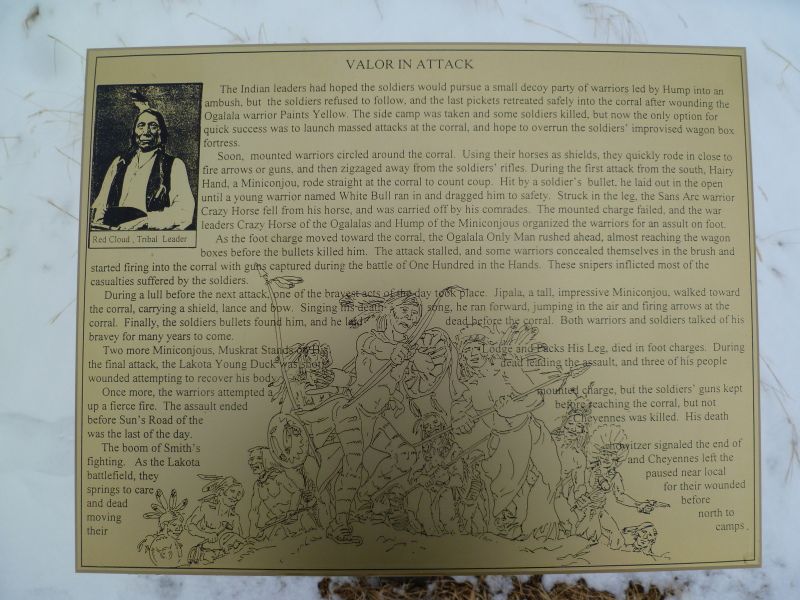 VALOR IN ATTACK
The Indian leaders had hoped the soldiers would pursue a small decoy party of warriors led by Hump into an
ambush, but the soldiers refused to follow, and the last pickets retreated safely into the corral after wounding the
Ogalala warrior Paints Yellow. The side camp was taken and some soldiers killed, but now the only option for
quick success was to launch massed attacks at the corral, and hope to overrun the soldiers' improvised wagon box
fortress.
Soon, mounted warriors circled around the corral. Using their horses as shields, they quickly rode in close to
fire arrows or guns, and then zigzaged away from the soldiers' rifles. During the first attack from the south, Hairy
Hand, a Miniconjou, rode straight at the corral to count coup. Hit by a soldier's bullet, he laid out in the open
until a young warrior named White Bull ran in and dragged him to safety. Struck in the leg, the Sans Arc warrior
Crazy Horse fell from his horse, and was carried off by his comrades. The mounted charge failed, and the war
leaders Crazy Horse of the Ogalalas and Hump of the Miniconjous organized the warriors for an assult on foot.
Red Cloud , Tribal Leader
As the foot charge moved toward the corral, the Ogalala Only Man rushed ahead, almost reaching the wagon
boxes before the bullets killed him. The attack stalled, and some warriors concealed themselves in the brush and
started firing into the corral with guns captured during the battle of One Hundred in the Hands. These snipers inflicted most of the
casualties suffered by the soldiers.
During a lull before the next attack, one of the bravest acts of the day took place. Jipala, a tall, impressive Miniconjou, walked toward
the corral, carrying a shield, lance and bow. Singing his death song, he ran forward, jumping in the air and firing arrows at the
corral. Finally, the soldiers bullets found him, and he laid dead before the corral. Both warriors and soldiers talked of his
bravey for many years to come.
Two more Miniconjous, Muskrat Stands on His Lodge and Packs His Leg, died in foot charges. During
the final attack, the Lakota Young Duck was shot dead leading the assault, and three of his people
wounded attempting to recover his body.
Once more, the warriors attempted a mounted charge, but the soldiers' guns kept
up a fierce fire. The assault ended before reaching the corral, but not
before Sun's Road of the Cheyennes was killed. His death
was the last of the day.
The boom of Smith's howitzer signaled the end of
fighting. As the Lakota and Cheyennes left the
battlefield, they paused near local
springs to care for their wounded
and dead before
moving north to
their camps.